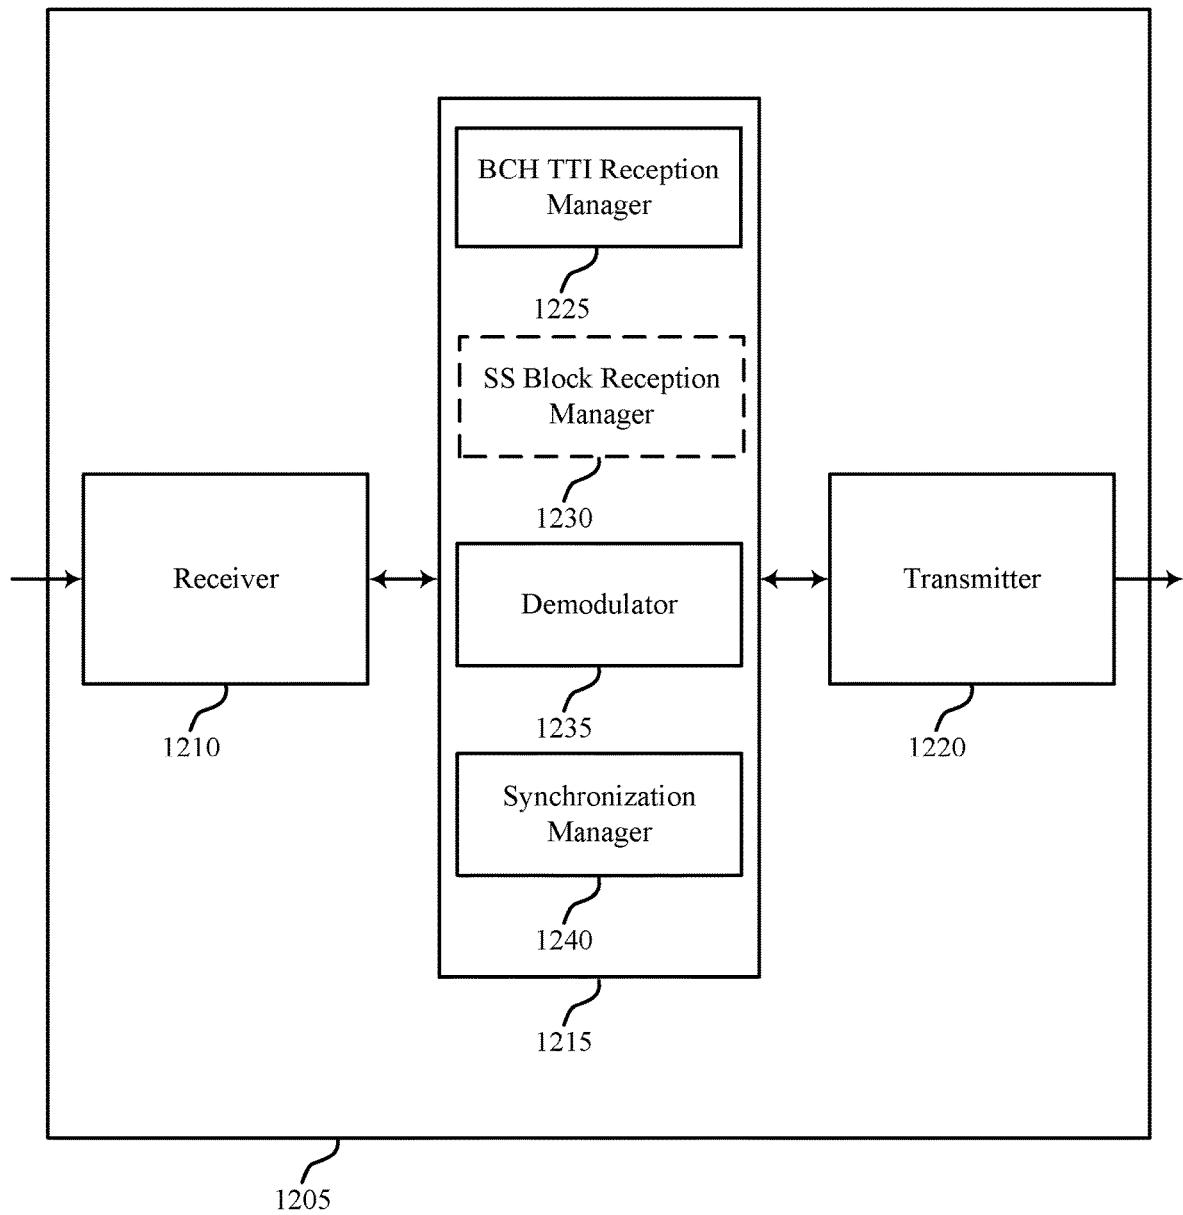 BCH TTI Reception
Manager
1225
SS Block Reception
Manager
1230
Receiver
1210
Demodulator
1235
Transmitter
1220
Synchronization
Manager
1240
1215
1205